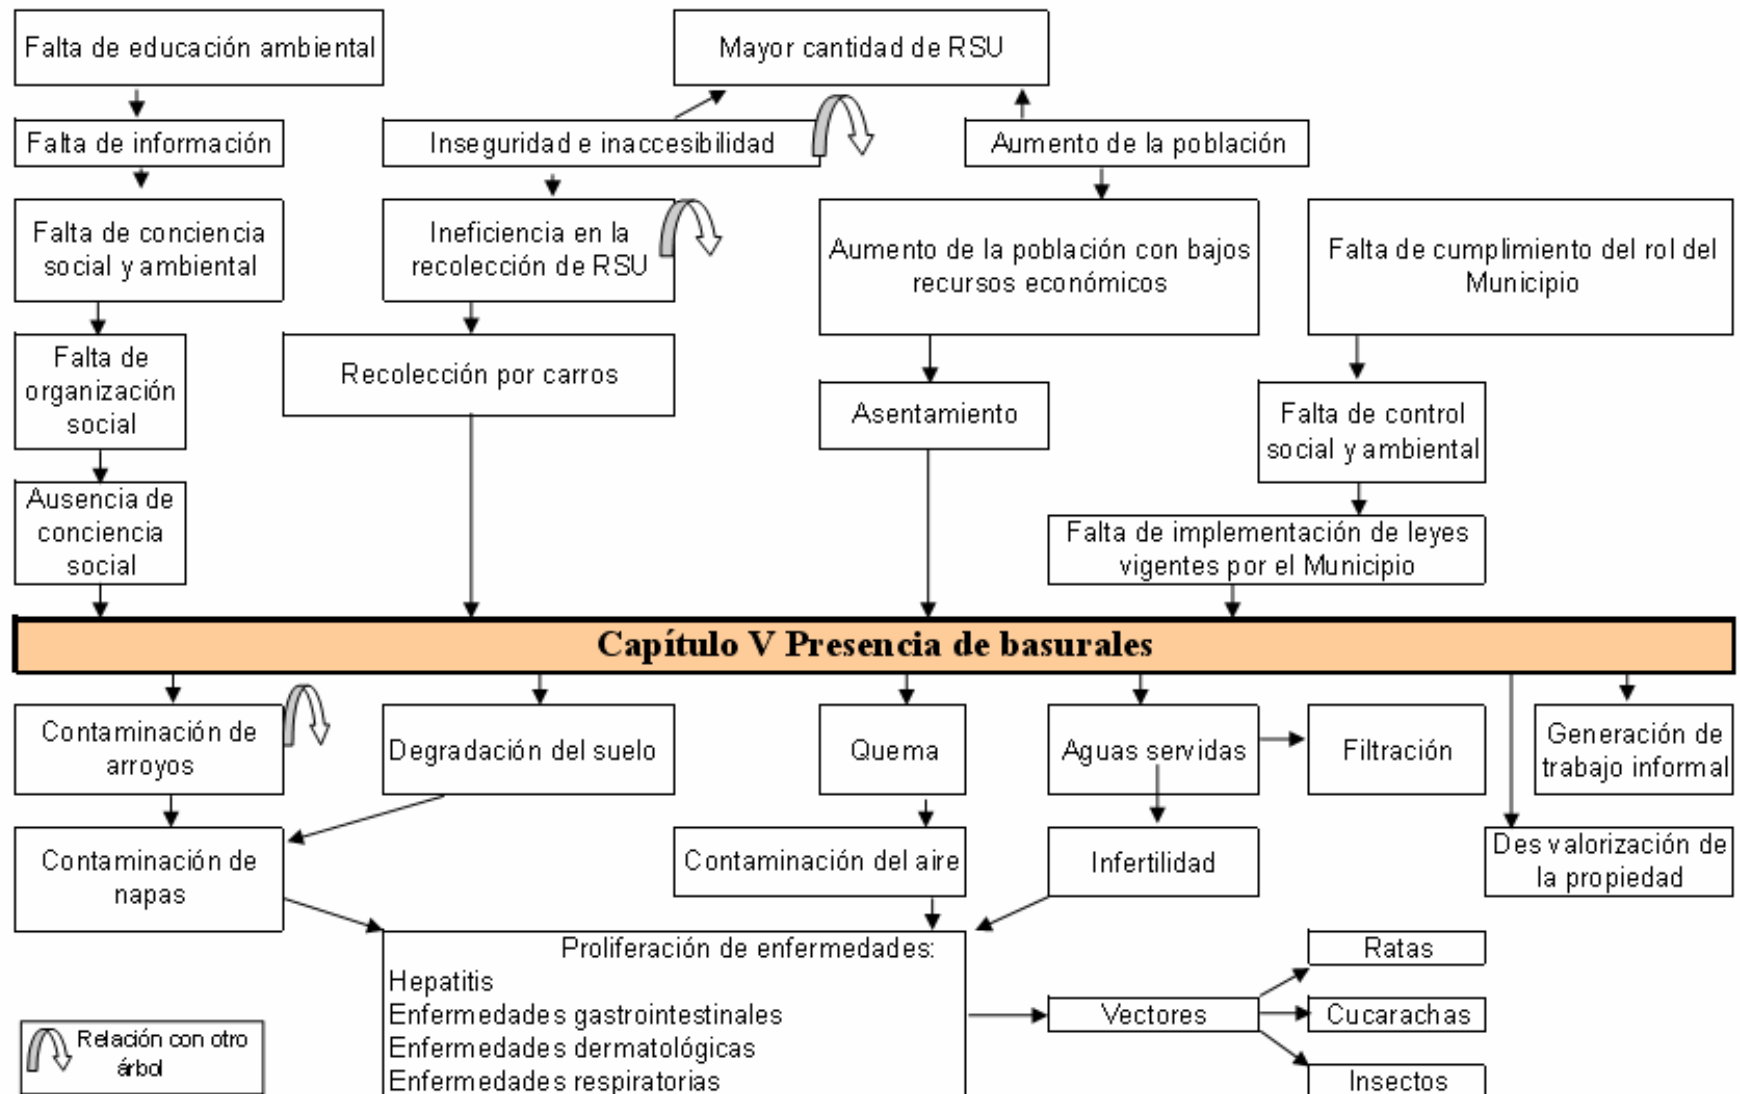 Falta de educación ambiental
Mayor cantidad de RSU
Falta de información
Inseguridad e inaccesibilidad
Aumento de la población
Falta de conciencia
social y ambiental
Ineficiencia en la
recolección de RSU
Aumento de la población con bajos
recursos económicos
Falta de cumplimiento del rol del
Municipio
Falta de
organización
social
Recolección por carros
Asentamiento
Falta de control
social y ambiental
Ausencia de
conciencia
social
Falta de implementación de leyes
vigentes por el Municipio
Capítulo V Presencia de basurales
Contaminación de
arroyos
Degradación del suelo
Quema
Aguas servidas
Filtración
Generación de
trabajo informal
Contaminación de
napas
Contaminación del aire
Infertilidad
Des valorización de
la propiedad
Proliferación de enfermedades:
Hepatitis
Enfermedades gastrointestinales
Enfermedades dermatológicas
Enfermedades respiratorias
Vectores
Ratas
Cucarachas
Insectos
Relación con otro
árbol